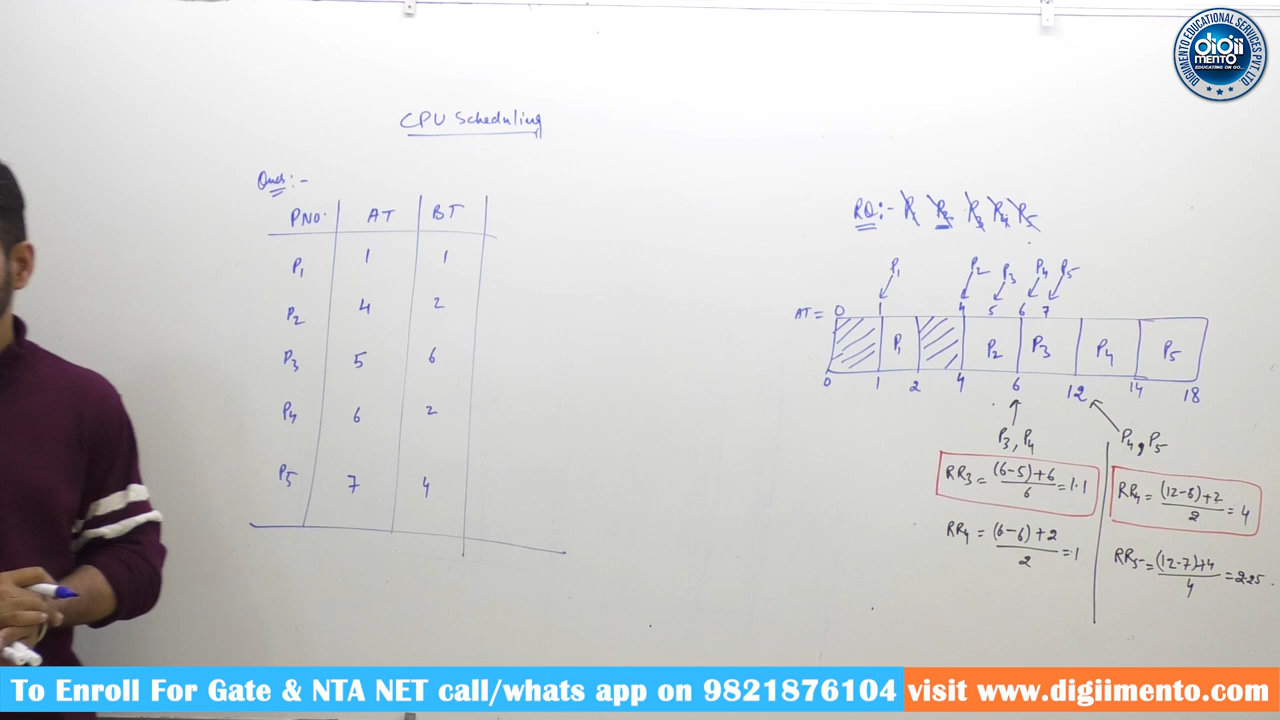 DIGIIMENTO EDUCATIONAL SERVICES PVT. LTD.
digii
MENTO
EDUCATING ON GO...
CPU Scheduling
Ques:-
PNO. AT BT
P1 1 1
P2 4 2
P3 5 6
P4 6 2
P5 7 4
RQ:- P1 P2 P3 P4 P5
P1 P2 P3 P4 P5
AT= 0 1 4 5 6 7
P1 P2 P3 P4 P5
0 1 2 4 6 12 14 18
P3, P4
RR3 = (6-5)+6 / 6 = 1.1
RR4 = (6-6)+2 / 2 = 1
P4, P5
RR4 = (12-6)+2 / 2 = 4
RR5 = (12-7)+4 / 4 = 2.25
To Enroll For Gate & NTA NET call/whats app on 9821876104 visit www.digiimento.com